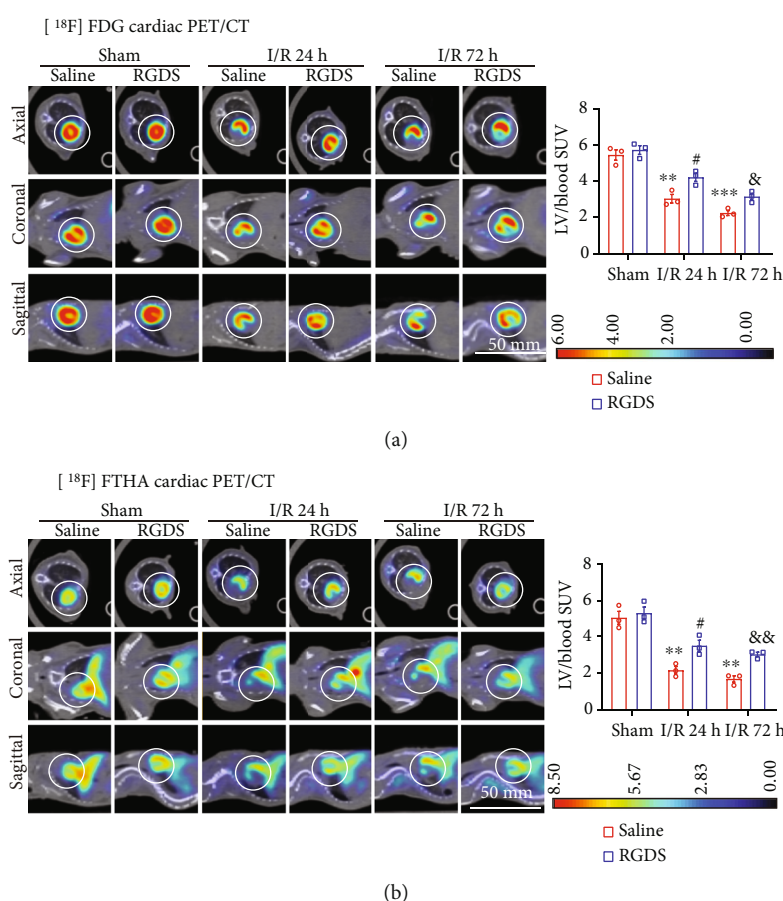 [ ¹⁸F] FDG cardiac PET/CT
Sham I/R 24 h I/R 72 h
Saline RGDS Saline RGDS Saline RGDS
Axial
Coronal
Sagittal
50 mm
LV/blood SUV
8
6
4
2
0
** # *** &
Sham I/R 24 h I/R 72 h
6.00 4.00 2.00 0.00
Saline
RGDS
(a)
[ ¹⁸F] FTHA cardiac PET/CT
Sham I/R 24 h I/R 72 h
Saline RGDS Saline RGDS Saline RGDS
Axial
Coronal
Sagittal
50 mm
LV/blood SUV
8
6
4
2
0
** # ** &&
Sham I/R 24 h I/R 72 h
8.50 5.67 2.83 0.00
Saline
RGDS
(b)